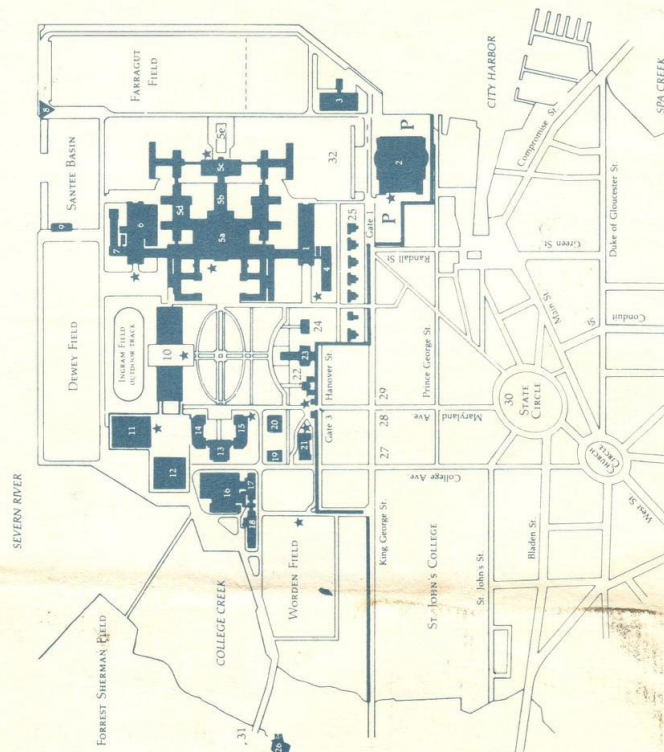 FARRAGUT
FIELD
CITY HARBOR
SPA CREEK
Compromise St.
3
8
SANTEE BASIN
5e
32
P
2
5c
5b
5d
5a
9
6
7
1
4
25
P
Gate 1
Randall St
Green St
Duke of Gloucester St.
Main St.
Conduit
St
DEWEY FIELD
INGRAM FIELD
OUTDOOR TRACK
10
24
23
22
Hanover St
29
Prince George St.
STATE
CIRCLE
30
11
14
15
13
20
21
Gate 3
28
Maryland
Ave
27
12
19
CHURCH
CIRCLE
College Ave
West St.
16
17
18
SEVERN RIVER
WORDEN FIELD
King George St.
ST. JOHN'S COLLEGE
St John's St.
Bladen St.
COLLEGE CREEK
FORREST SHERMAN FIELD
31
26